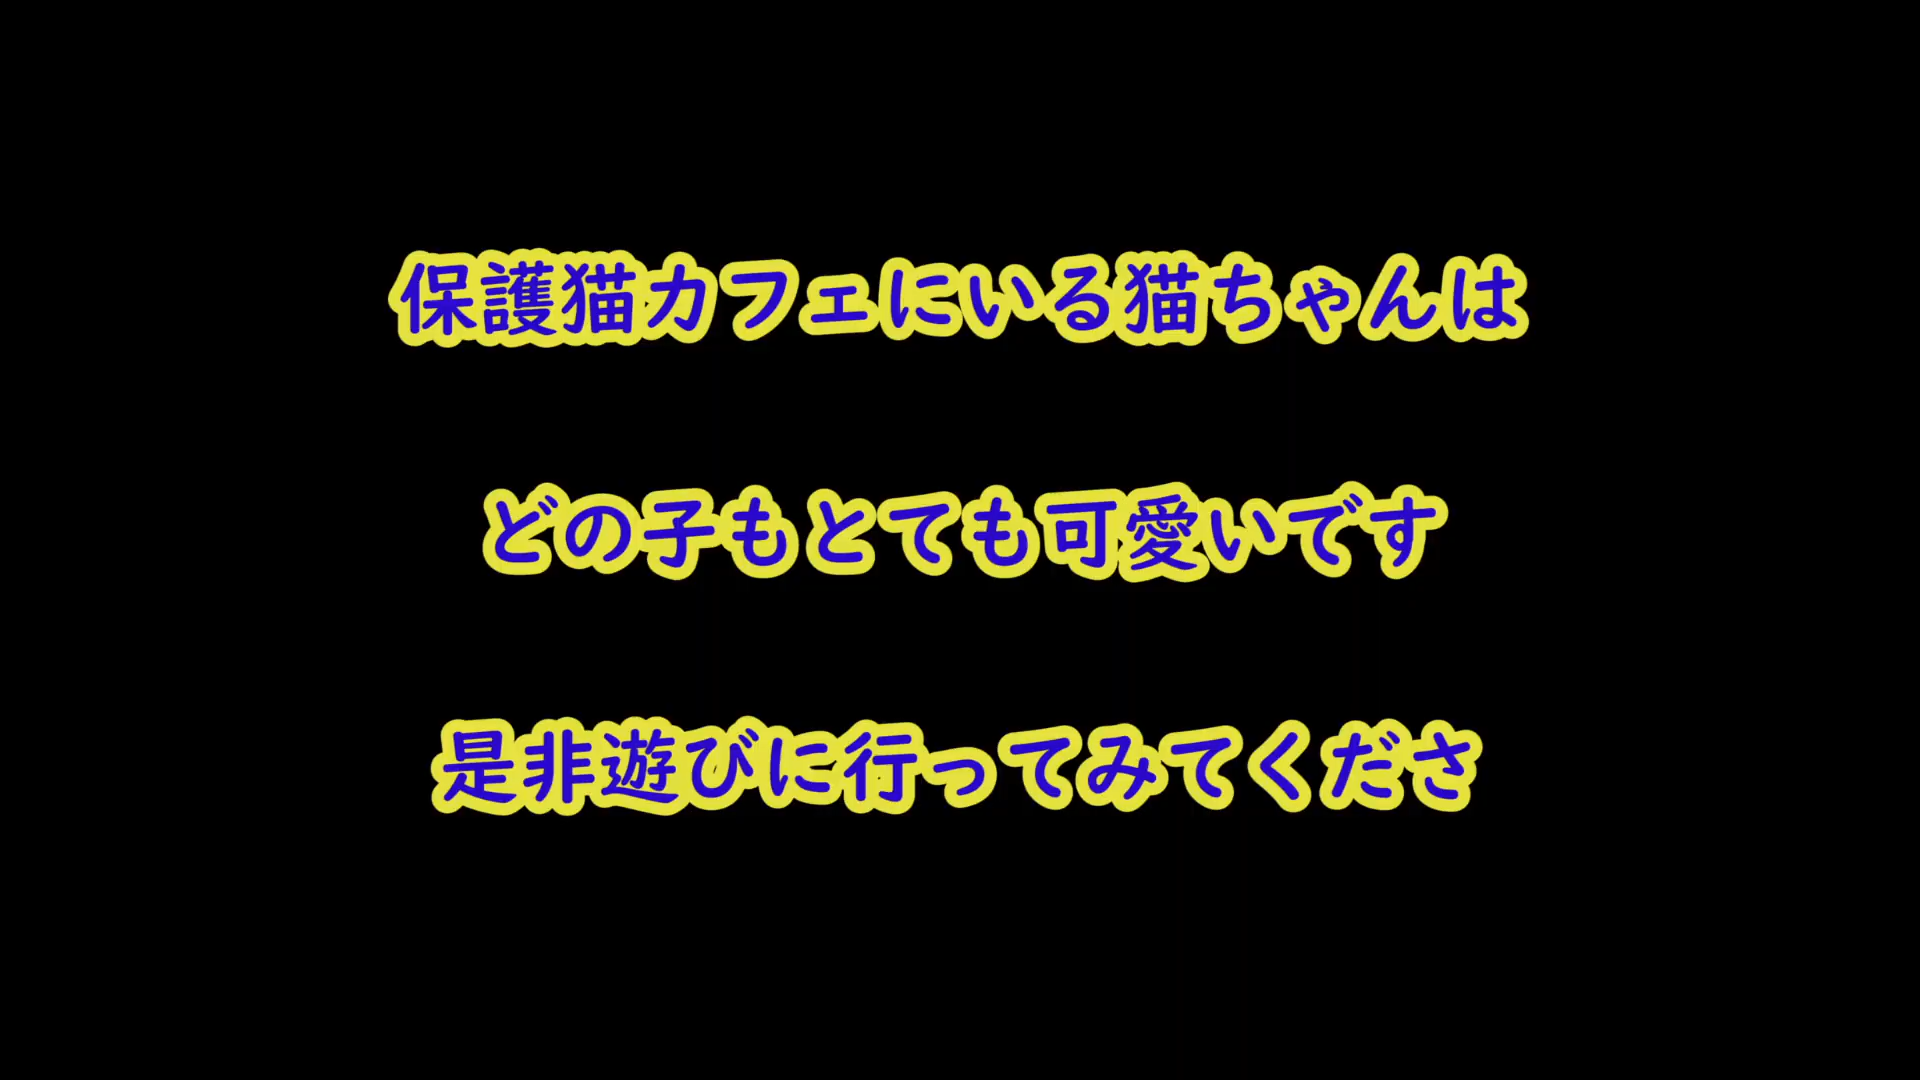 保護猫カフェにいる猫ちゃんは
どの子もとても可愛いです
是非遊びに行ってみてくださ